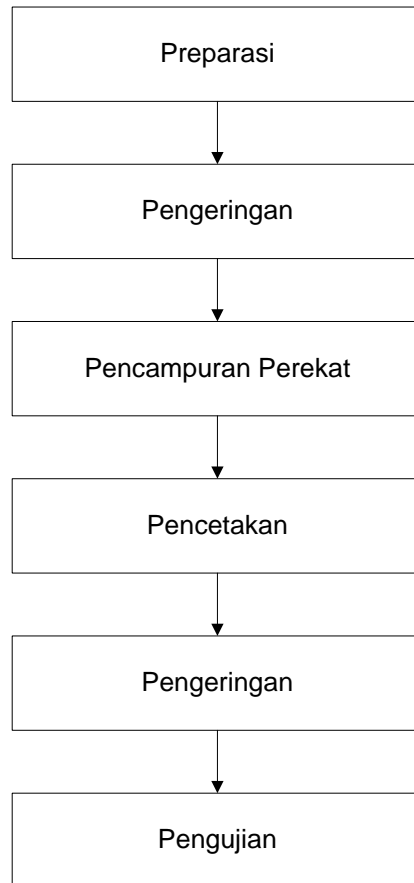 Preparasi
Pengeringan
Pencampuran Perekat
Pencetakan
Pengeringan
Pengujian